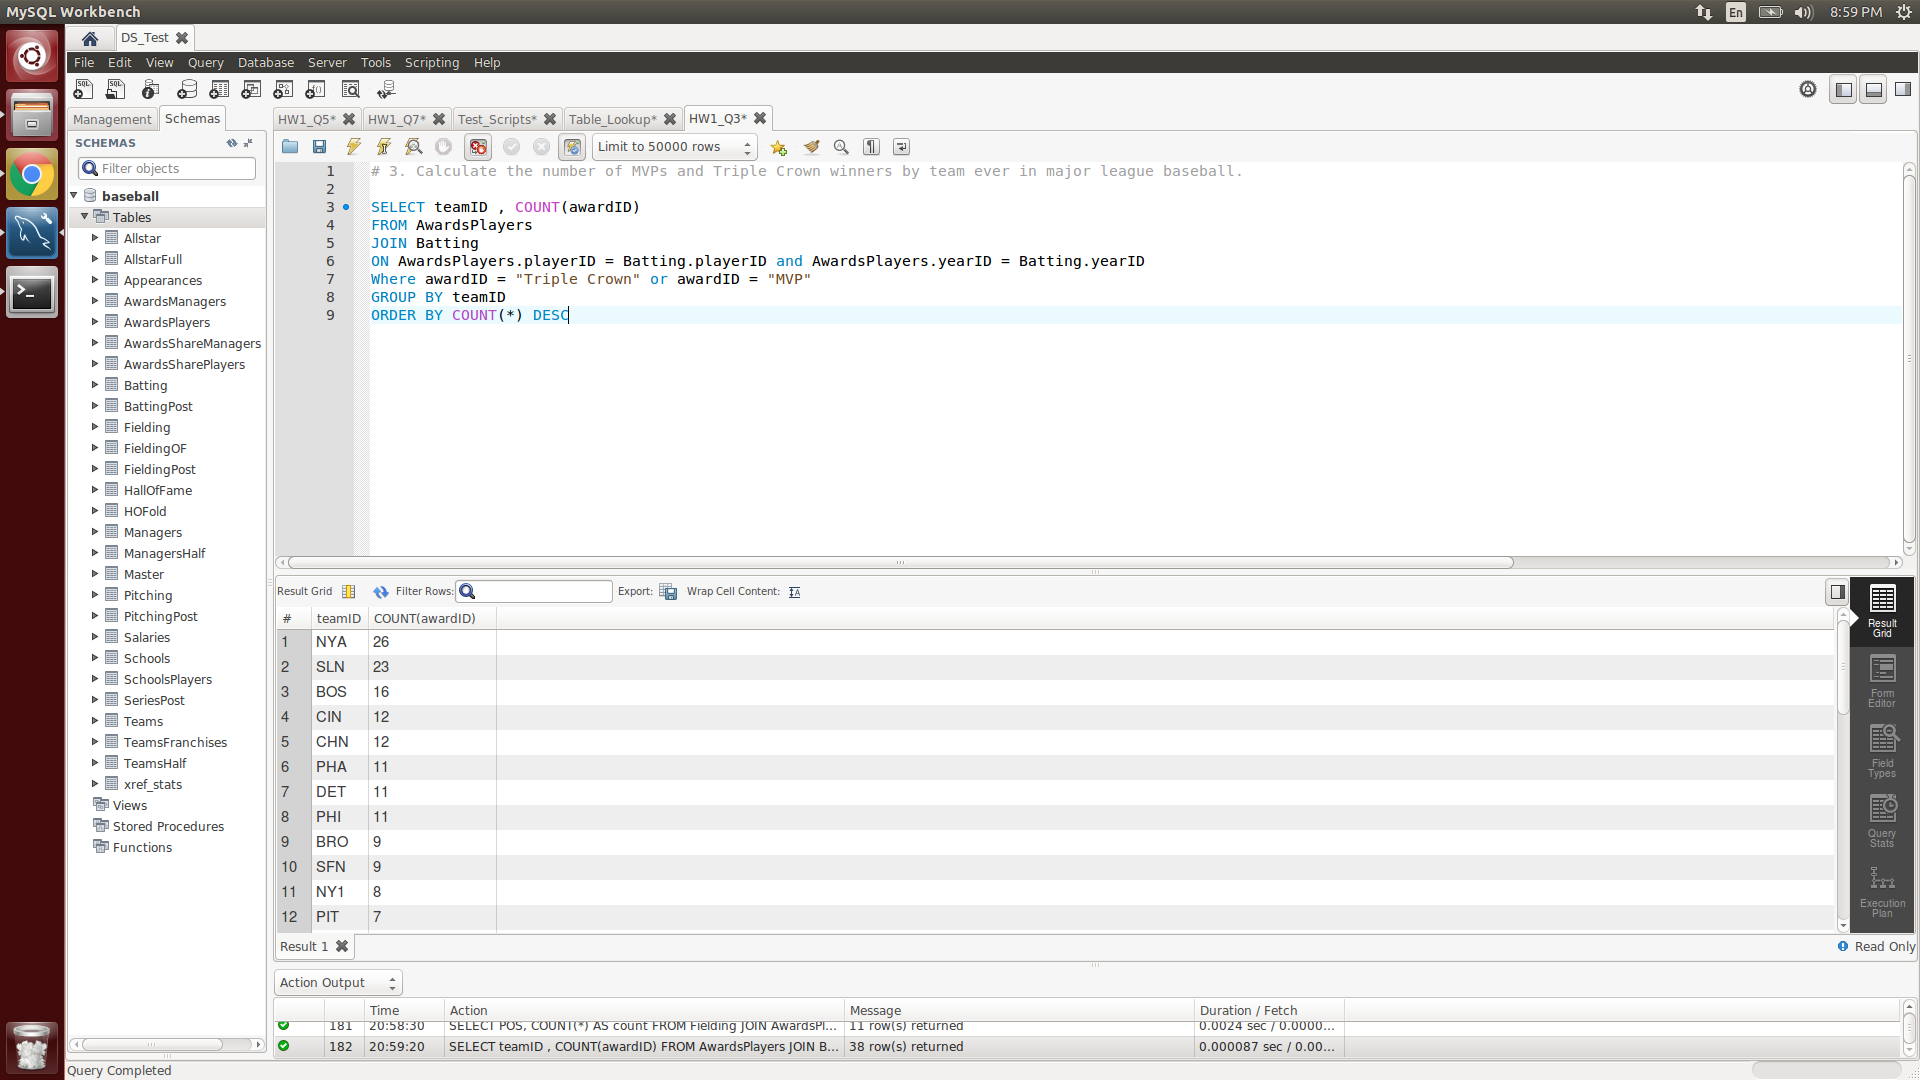 MySQL Workbench
En
8:59 PM
DS_Test
File Edit View Query Database Server Tools Scripting Help
Management
Schemas
HW1_Q5*
HW1_Q7*
Test_Scripts*
Table_Lookup*
HW1_Q3*
SCHEMAS
Filter objects
baseball
Tables
Allstar
AllstarFull
Appearances
AwardsManagers
AwardsPlayers
AwardsShareManagers
AwardsSharePlayers
Batting
BattingPost
Fielding
FieldingOF
FieldingPost
HallOfFame
HOFold
Managers
ManagersHalf
Master
Pitching
PitchingPost
Salaries
Schools
SchoolsPlayers
SeriesPost
Teams
TeamsFranchises
TeamsHalf
xref_stats
Views
Stored Procedures
Functions
Limit to 50000 rows
1 # 3. Calculate the number of MVPs and Triple Crown winners by team ever in major league baseball.
2
3 SELECT teamID , COUNT(awardID)
4 FROM AwardsPlayers
5 JOIN Batting
6 ON AwardsPlayers.playerID = Batting.playerID and AwardsPlayers.yearID = Batting.yearID
7 Where awardID = "Triple Crown" or awardID = "MVP"
8 GROUP BY teamID
9 ORDER BY COUNT(*) DESC
Result Grid
Filter Rows:
Export:
Wrap Cell Content:
# teamID COUNT(awardID)
1 NYA 26
2 SLN 23
3 BOS 16
4 CIN 12
5 CHN 12
6 PHA 11
7 DET 11
8 PHI 11
9 BRO 9
10 SFN 9
11 NY1 8
12 PIT 7
Result
Grid
Form
Editor
Field
Types
Query
Stats
Execution
Plan
Result 1
Read Only
Action Output
Time Action Message Duration / Fetch
181 20:58:30 SELECT POS, COUNT(*) AS count FROM Fielding JOIN AwardsPl... 11 row(s) returned 0.0024 sec / 0.0000...
182 20:59:20 SELECT teamID , COUNT(awardID) FROM AwardsPlayers JOIN B... 38 row(s) returned 0.000087 sec / 0.00...
Query Completed